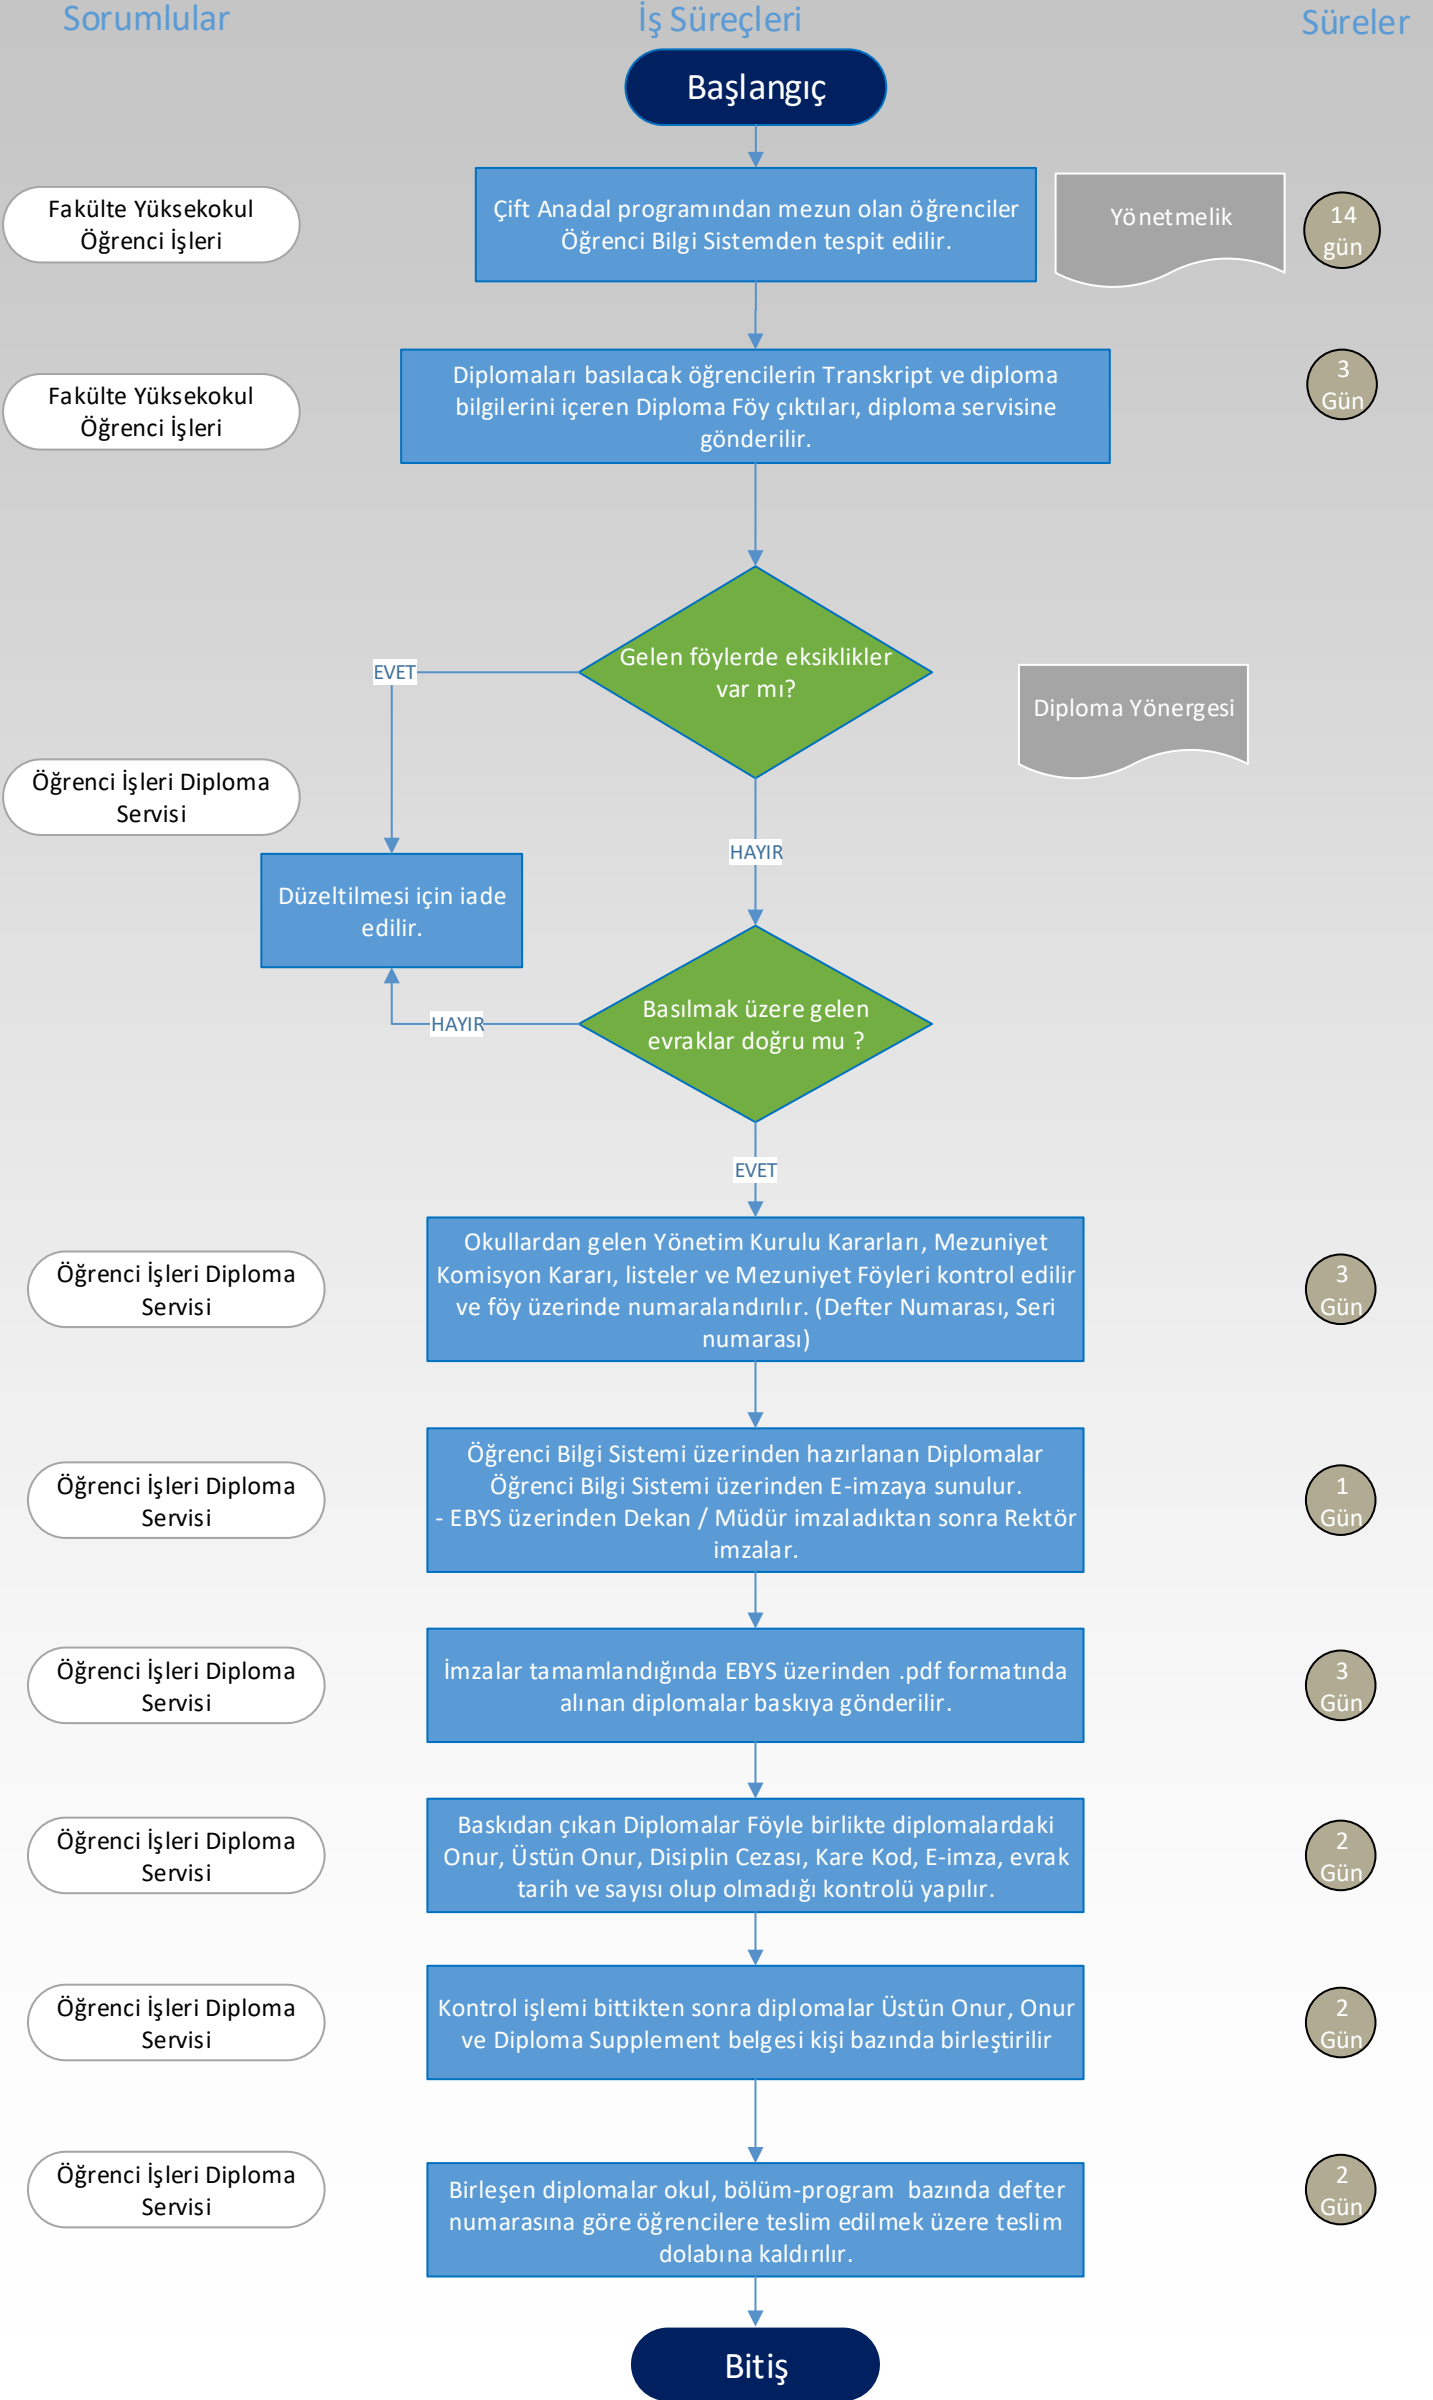 Sorumlular
İş Süreçleri
Süreler
Başlangıç
Fakülte Yüksekokul
Öğrenci İşleri
Çift Anadal programından mezun olan öğrenciler
Öğrenci Bilgi Sistemden tespit edilir.
Yönetmelik
14
gün
Fakülte Yüksekokul
Öğrenci İşleri
Diplomaları basılacak öğrencilerin Transkript ve diploma
bilgilerini içeren Diploma Föy çıktıları, diploma servisine
gönderilir.
3
Gün
Gelen föylerde eksiklikler
var mı?
EVET
Diploma Yönergesi
Öğrenci İşleri Diploma
Servisi
HAYIR
Düzeltilmesi için iade
edilir.
Basılmak üzere gelen
evraklar doğru mu ?
HAYIR
EVET
Öğrenci İşleri Diploma
Servisi
Okullardan gelen Yönetim Kurulu Kararları, Mezuniyet
Komisyon Kararı, listeler ve Mezuniyet Föyleri kontrol edilir
ve föy üzerinde numaralandırılır. (Defter Numarası, Seri
numarası)
3
Gün
Öğrenci İşleri Diploma
Servisi
Öğrenci Bilgi Sistemi üzerinden hazırlanan Diplomalar
Öğrenci Bilgi Sistemi üzerinden E-imzaya sunulur.
- EBYS üzerinden Dekan / Müdür imzaladıktan sonra Rektör
imzalar.
1
Gün
Öğrenci İşleri Diploma
Servisi
İmzalar tamamlandığında EBYS üzerinden .pdf formatında
alınan diplomalar baskıya gönderilir.
3
Gün
Öğrenci İşleri Diploma
Servisi
Baskıdan çıkan Diplomalar Föyle birlikte diplomalardaki
Onur, Üstün Onur, Disiplin Cezası, Kare Kod, E-imza, evrak
tarih ve sayısı olup olmadığı kontrolü yapılır.
2
Gün
Öğrenci İşleri Diploma
Servisi
Kontrol işlemi bittikten sonra diplomalar Üstün Onur, Onur
ve Diploma Supplement belgesi kişi bazında birleştirilir
2
Gün
Öğrenci İşleri Diploma
Servisi
Birleşen diplomalar okul, bölüm-program  bazında defter
numarasına göre öğrencilere teslim edilmek üzere teslim
dolabına kaldırılır.
2
Gün
Bitiş